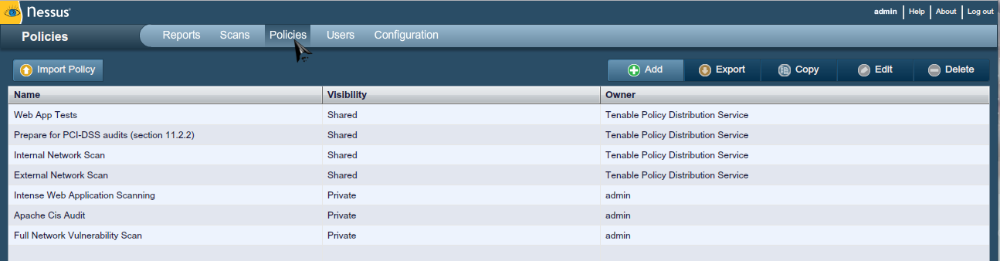 Nessus
admin Help About Log out
Policies Reports Scans Policies Users Configuration
Import Policy Add Export Copy Edit Delete
Name Visibility Owner
Web App Tests Shared Tenable Policy Distribution Service
Prepare for PCI-DSS audits (section 11.2.2) Shared Tenable Policy Distribution Service
Internal Network Scan Shared Tenable Policy Distribution Service
External Network Scan Shared Tenable Policy Distribution Service
Intense Web Application Scanning Private admin
Apache Cis Audit Private admin
Full Network Vulnerability Scan Private admin